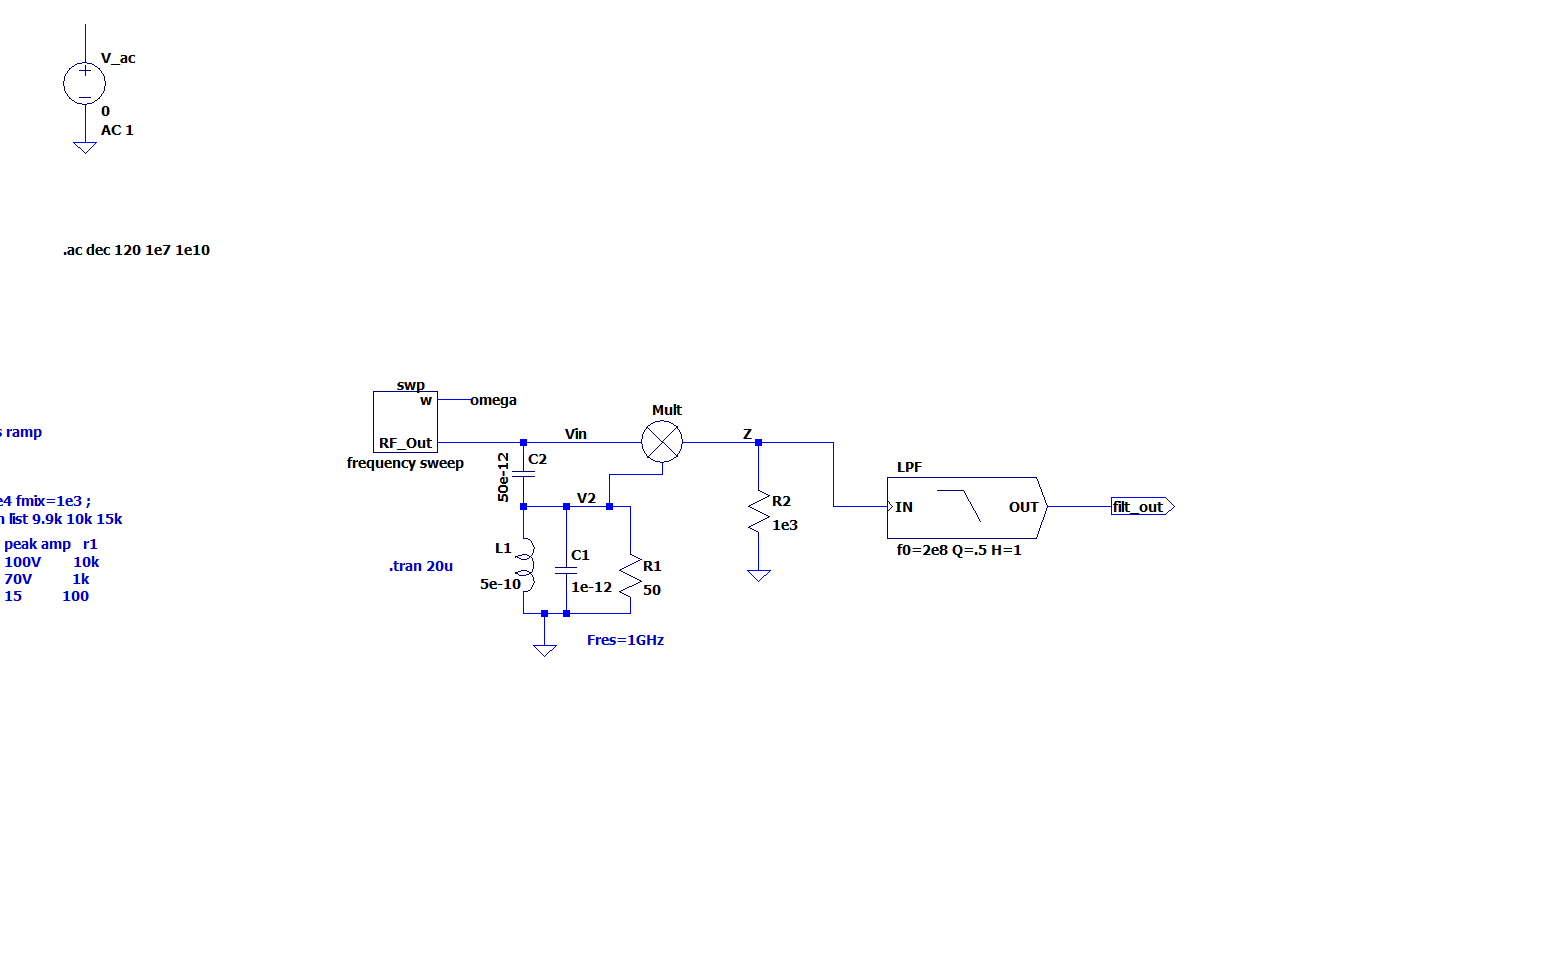 V_ac
0
AC 1
.ac dec 120 1e7 1e10
swp
w
omega
RF_Out
frequency sweep
s ramp
Vin
Mult
Z
50e-12
C2
V2
L1
5e-10
C1
1e-12
R1
50
.tran 20u
Fres=1GHz
R2
1e3
LPF
IN
OUT
f0=2e8 Q=.5 H=1
filt_out
e4 fmix=1e3 ;
list 9.9k 10k 15k
peak amp r1
100V 10k
70V 1k
15 100